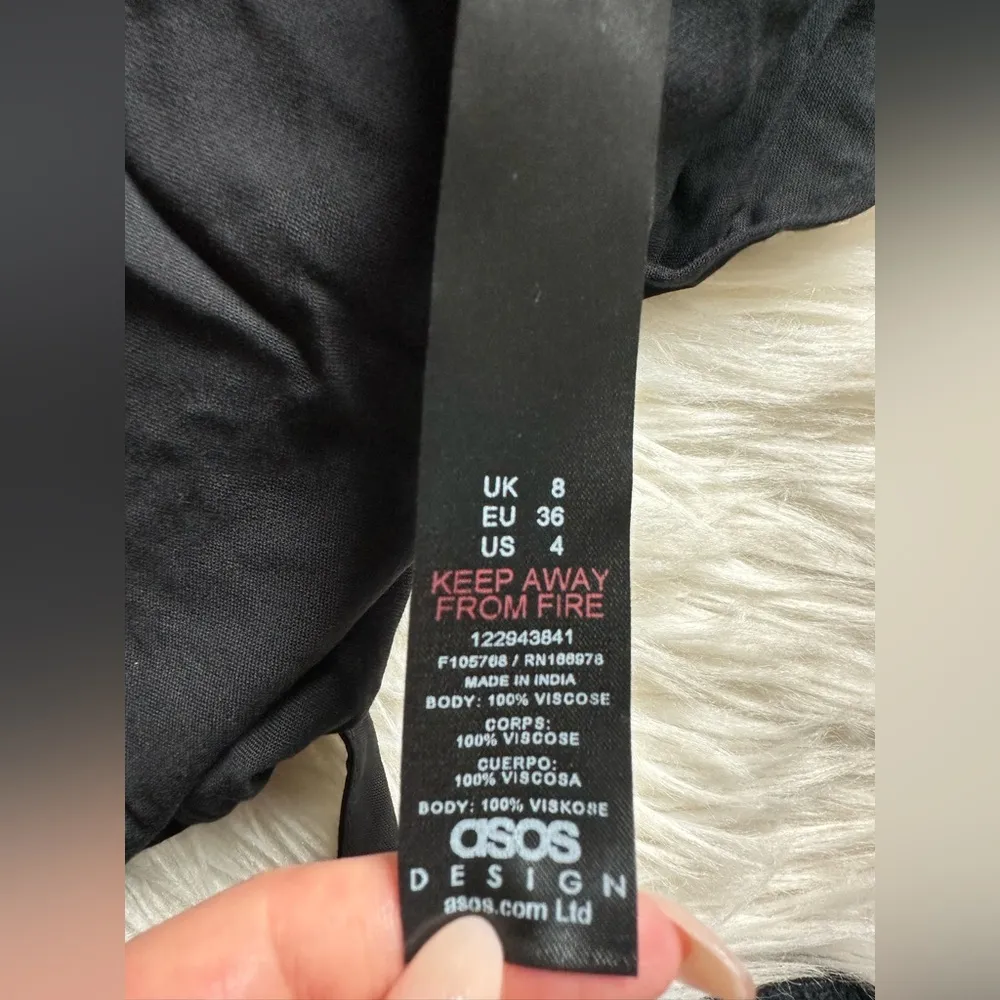 UK 8
EU 36
US 4
KEEP AWAY
FROM FIRE
122943841
F105768 / RN166978
MADE IN INDIA
BODY: 100% VISCOSE
CORPS:
100% VISCOSE
CUERPO:
100% VISCOSA
BODY: 100% VISKOSE
asos
DESIGN
asos.com Ltd